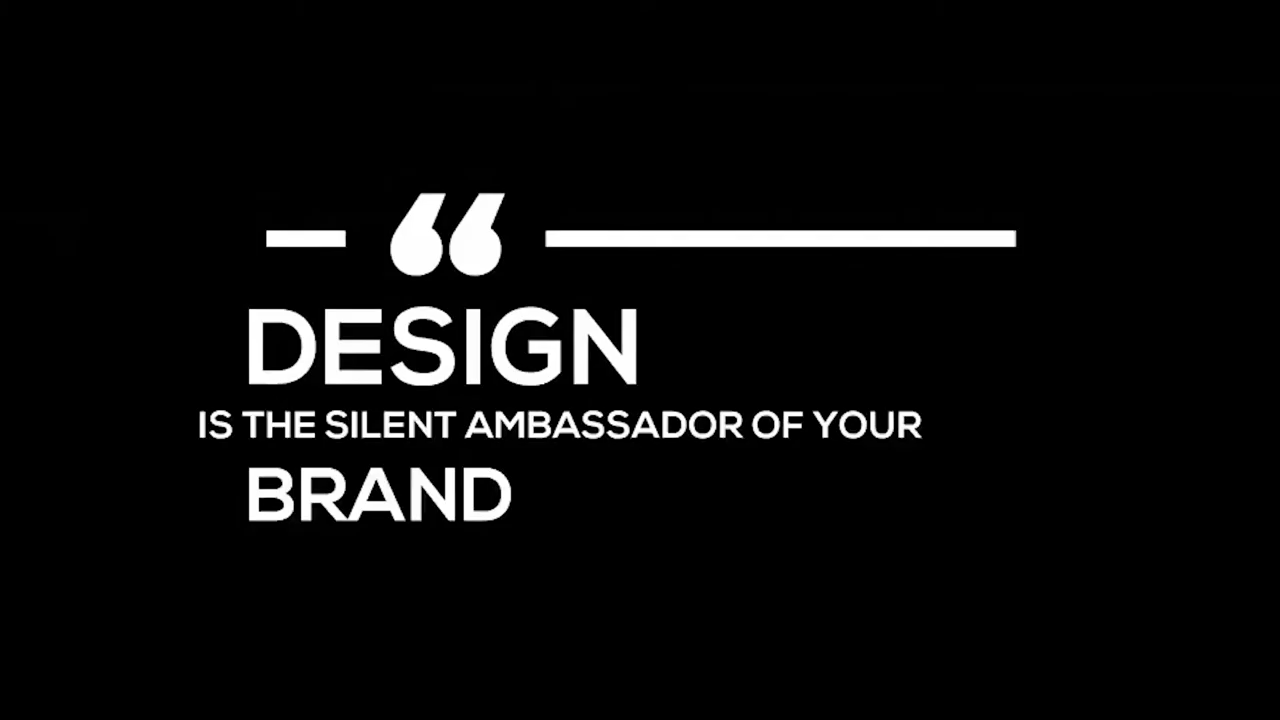 “
DESIGN
IS THE SILENT AMBASSADOR OF YOUR
BRAND